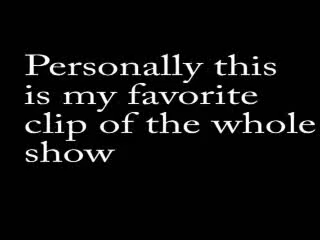 Personally this
is my favorite
clip of the whole
show